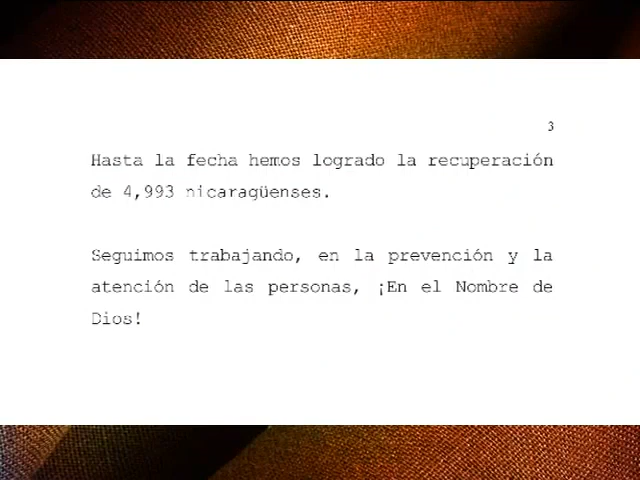 3
Hasta la fecha hemos logrado la recuperación
de 4,993 nicaragüenses.
Seguimos trabajando, en la prevención y la
atención de las personas, ¡En el Nombre de
Dios!